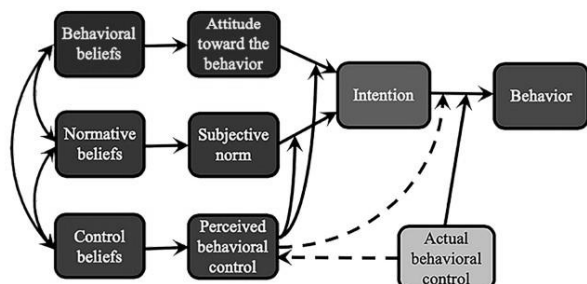 Behavioral
beliefs
Attitude
toward the
behavior
Intention
Behavior
Normative
beliefs
Subjective
norm
Control
beliefs
Perceived
behavioral
control
Actual
behavioral
control